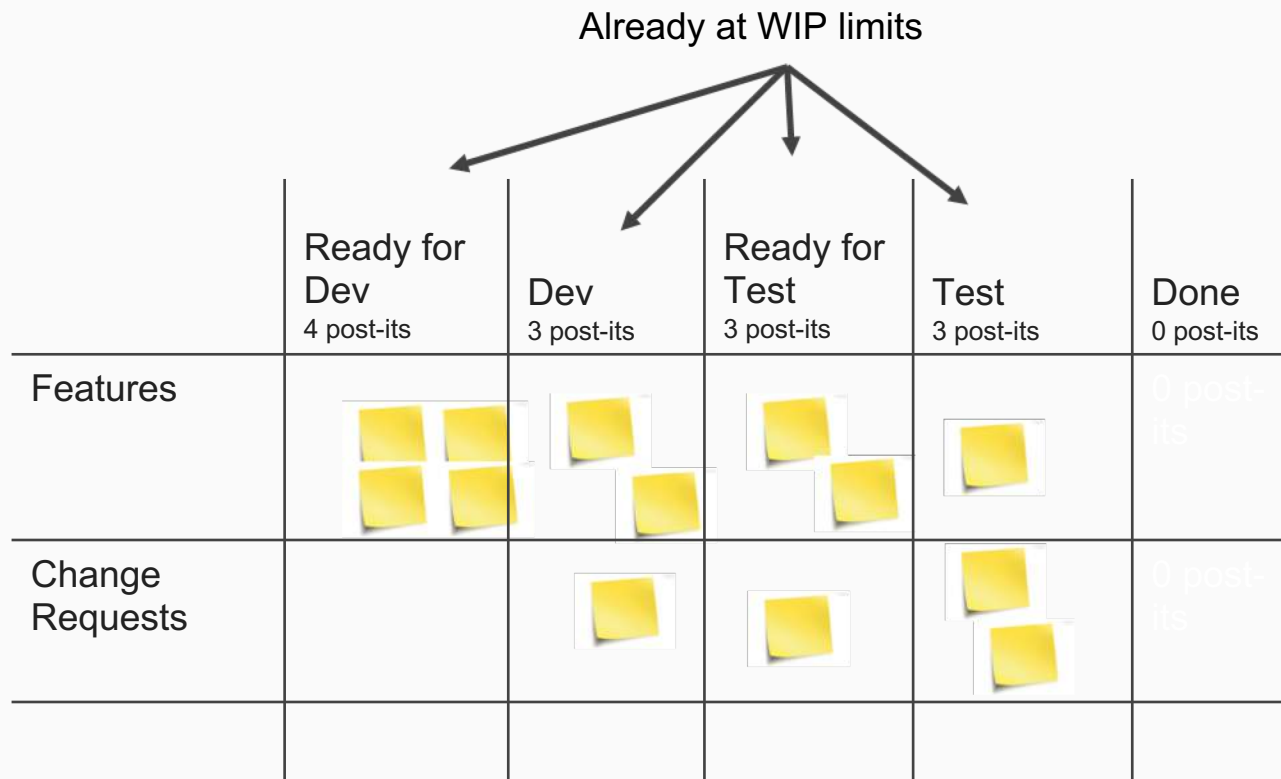 Already at WIP limits
Ready for
Dev
4 post-its
Dev
3 post-its
Ready for
Test
3 post-its
Test
3 post-its
Done
0 post-its
Features
0 post-
its
Change
Requests
0 post-
its